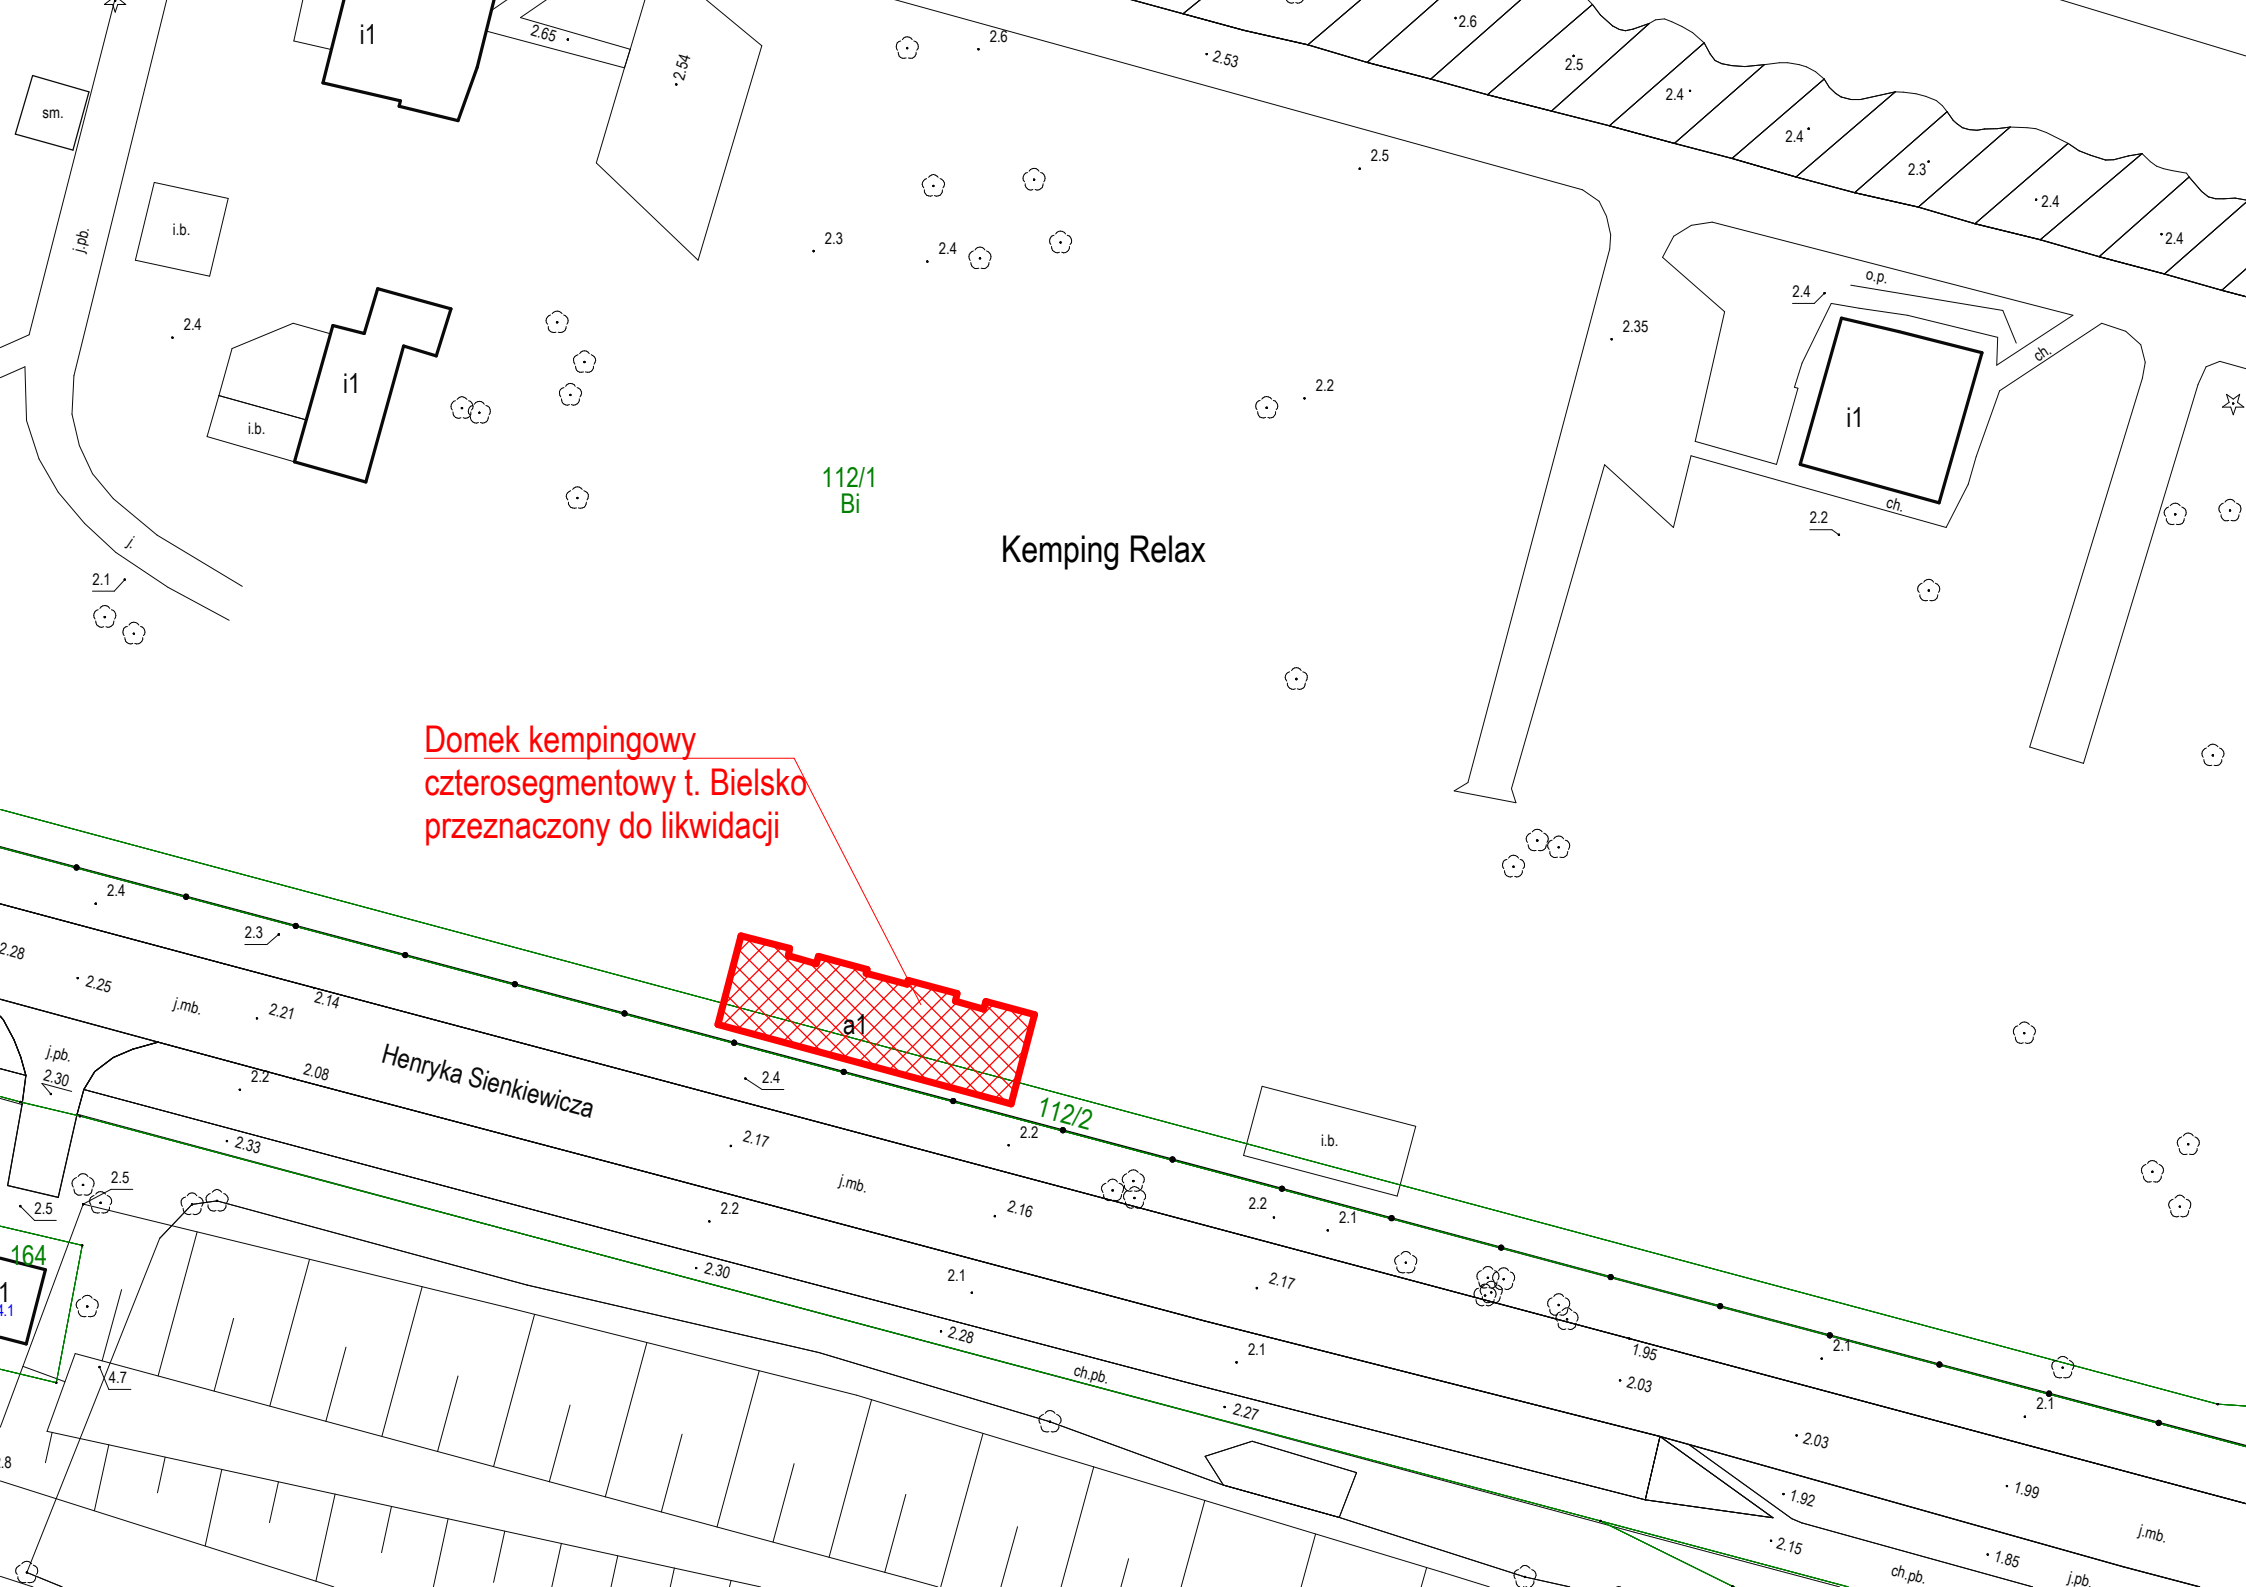 i1
2.65
2.54
2.6
2.53
2.6
2.5
2.4
2.4
2.3
2.4
2.4
sm.
j.pb.
i.b.
2.5
2.3
2.4
2.4
o.p.
2.4
2.35
ch.
i1
i.b.
2.2
i1
112/1
Bi
ch.
2.2
Kemping Relax
j.
2.1
Domek kempingowy
czterosegmentowy t. Bielsko
przeznaczony do likwidacji
2.4
2.3
2.28
2.25
j.mb.
2.21
2.14
a1
j.pb.
2.30
2.2
2.08
Henryka Sienkiewicza
2.4
112/2
2.2
i.b.
2.33
2.17
2.5
j.mb.
2.5
2.2
2.16
2.2
2.1
164
1
4.1
2.30
2.1
2.17
2.28
2.1
1.95
2.1
4.7
ch.pb.
2.03
2.27
2.1
2.03
.8
1.92
1.99
j.mb.
2.15
1.85
ch.pb.
j.pb.